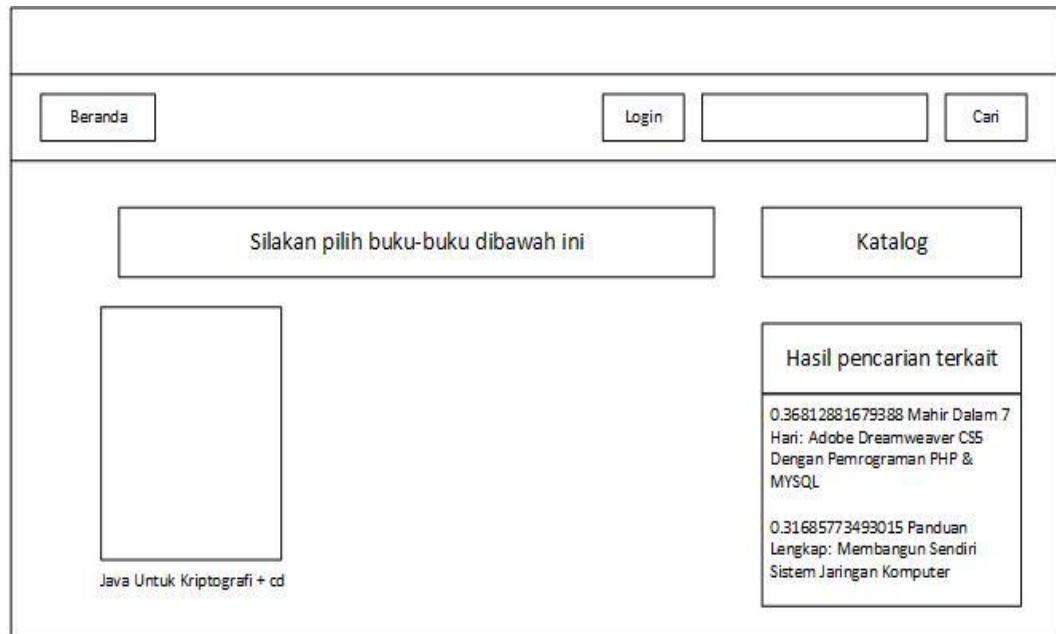 Beranda
Login
Cari
Silakan pilih buku-buku dibawah ini
Katalog
Java Untuk Kriptografi + cd
Hasil pencarian terkait
0.36812881679388 Mahir Dalam 7
Hari: Adobe Dreamweaver CS5
Dengan Pemrograman PHP &
MYSQL
0.31685773493015 Panduan
Lengkap: Membangun Sendiri
Sistem Jaringan Komputer